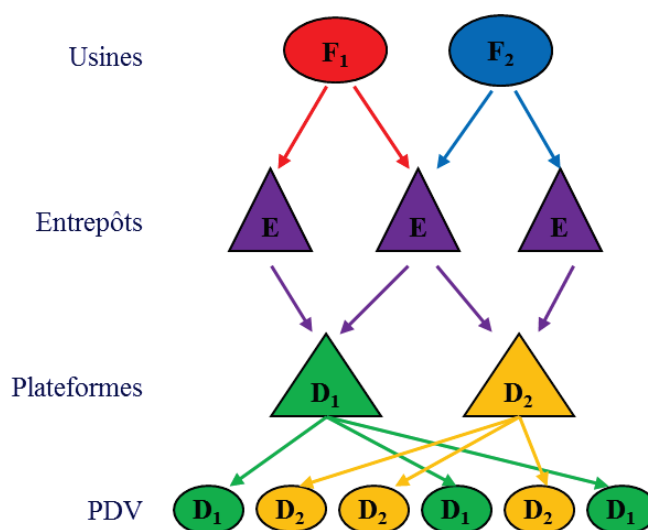 Usines F₁ F₂
Entrepôts E E E
Plateformes D₁ D₂
PDV D₁ D₂ D₂ D₁ D₂ D₁